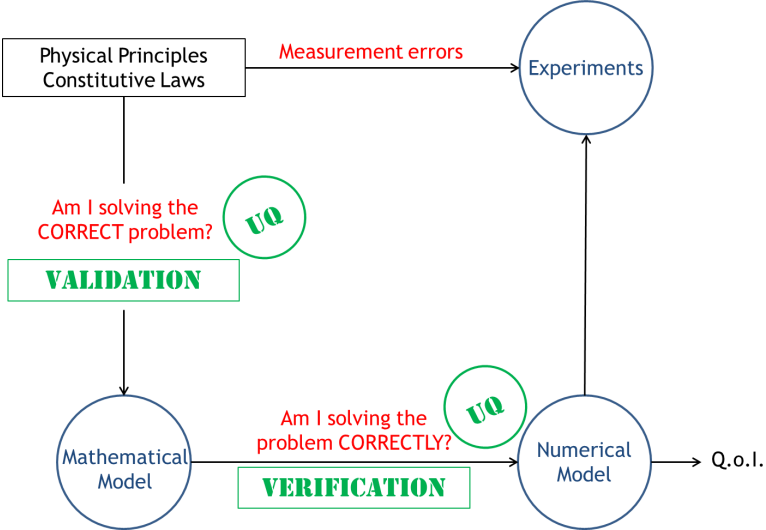 Physical Principles
Constitutive Laws
Measurement errors
Experiments
Am I solving the
CORRECT problem?
UQ
VALIDATION
Mathematical
Model
Am I solving the
problem CORRECTLY?
UQ
VERIFICATION
Numerical
Model
Q.o.I.